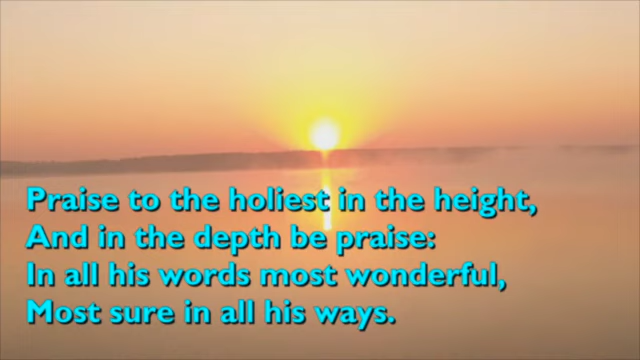 Praise to the holiest in the height,
And in the depth be praise:
In all his words most wonderful,
Most sure in all his ways.